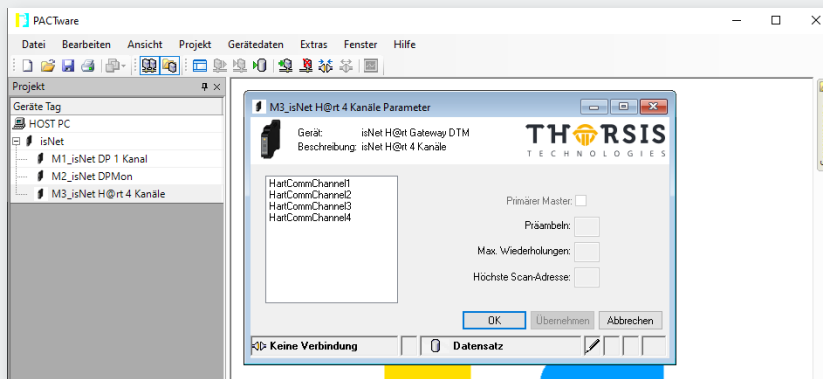 PACTware
Datei Bearbeiten Ansicht Projekt Gerätedaten Extras Fenster Hilfe
Projekt
Geräte Tag
HOST PC
isNet
M1_isNet DP 1 Kanal
M2_isNet DPMon
M3_isNet H@rt 4 Kanäle
M3_isNet H@rt 4 Kanäle Parameter
Gerät: isNet H@rt Gateway DTM
Beschreibung: isNet H@rt 4 Kanäle
THORSIS
TECHNOLOGIES
HartCommChannel1
HartCommChannel2
HartCommChannel3
HartCommChannel4
Primärer Master:
Präambeln:
Max. Wiederholungen:
Höchste Scan-Adresse:
OK Übernehmen Abbrechen
Keine Verbindung Datensatz